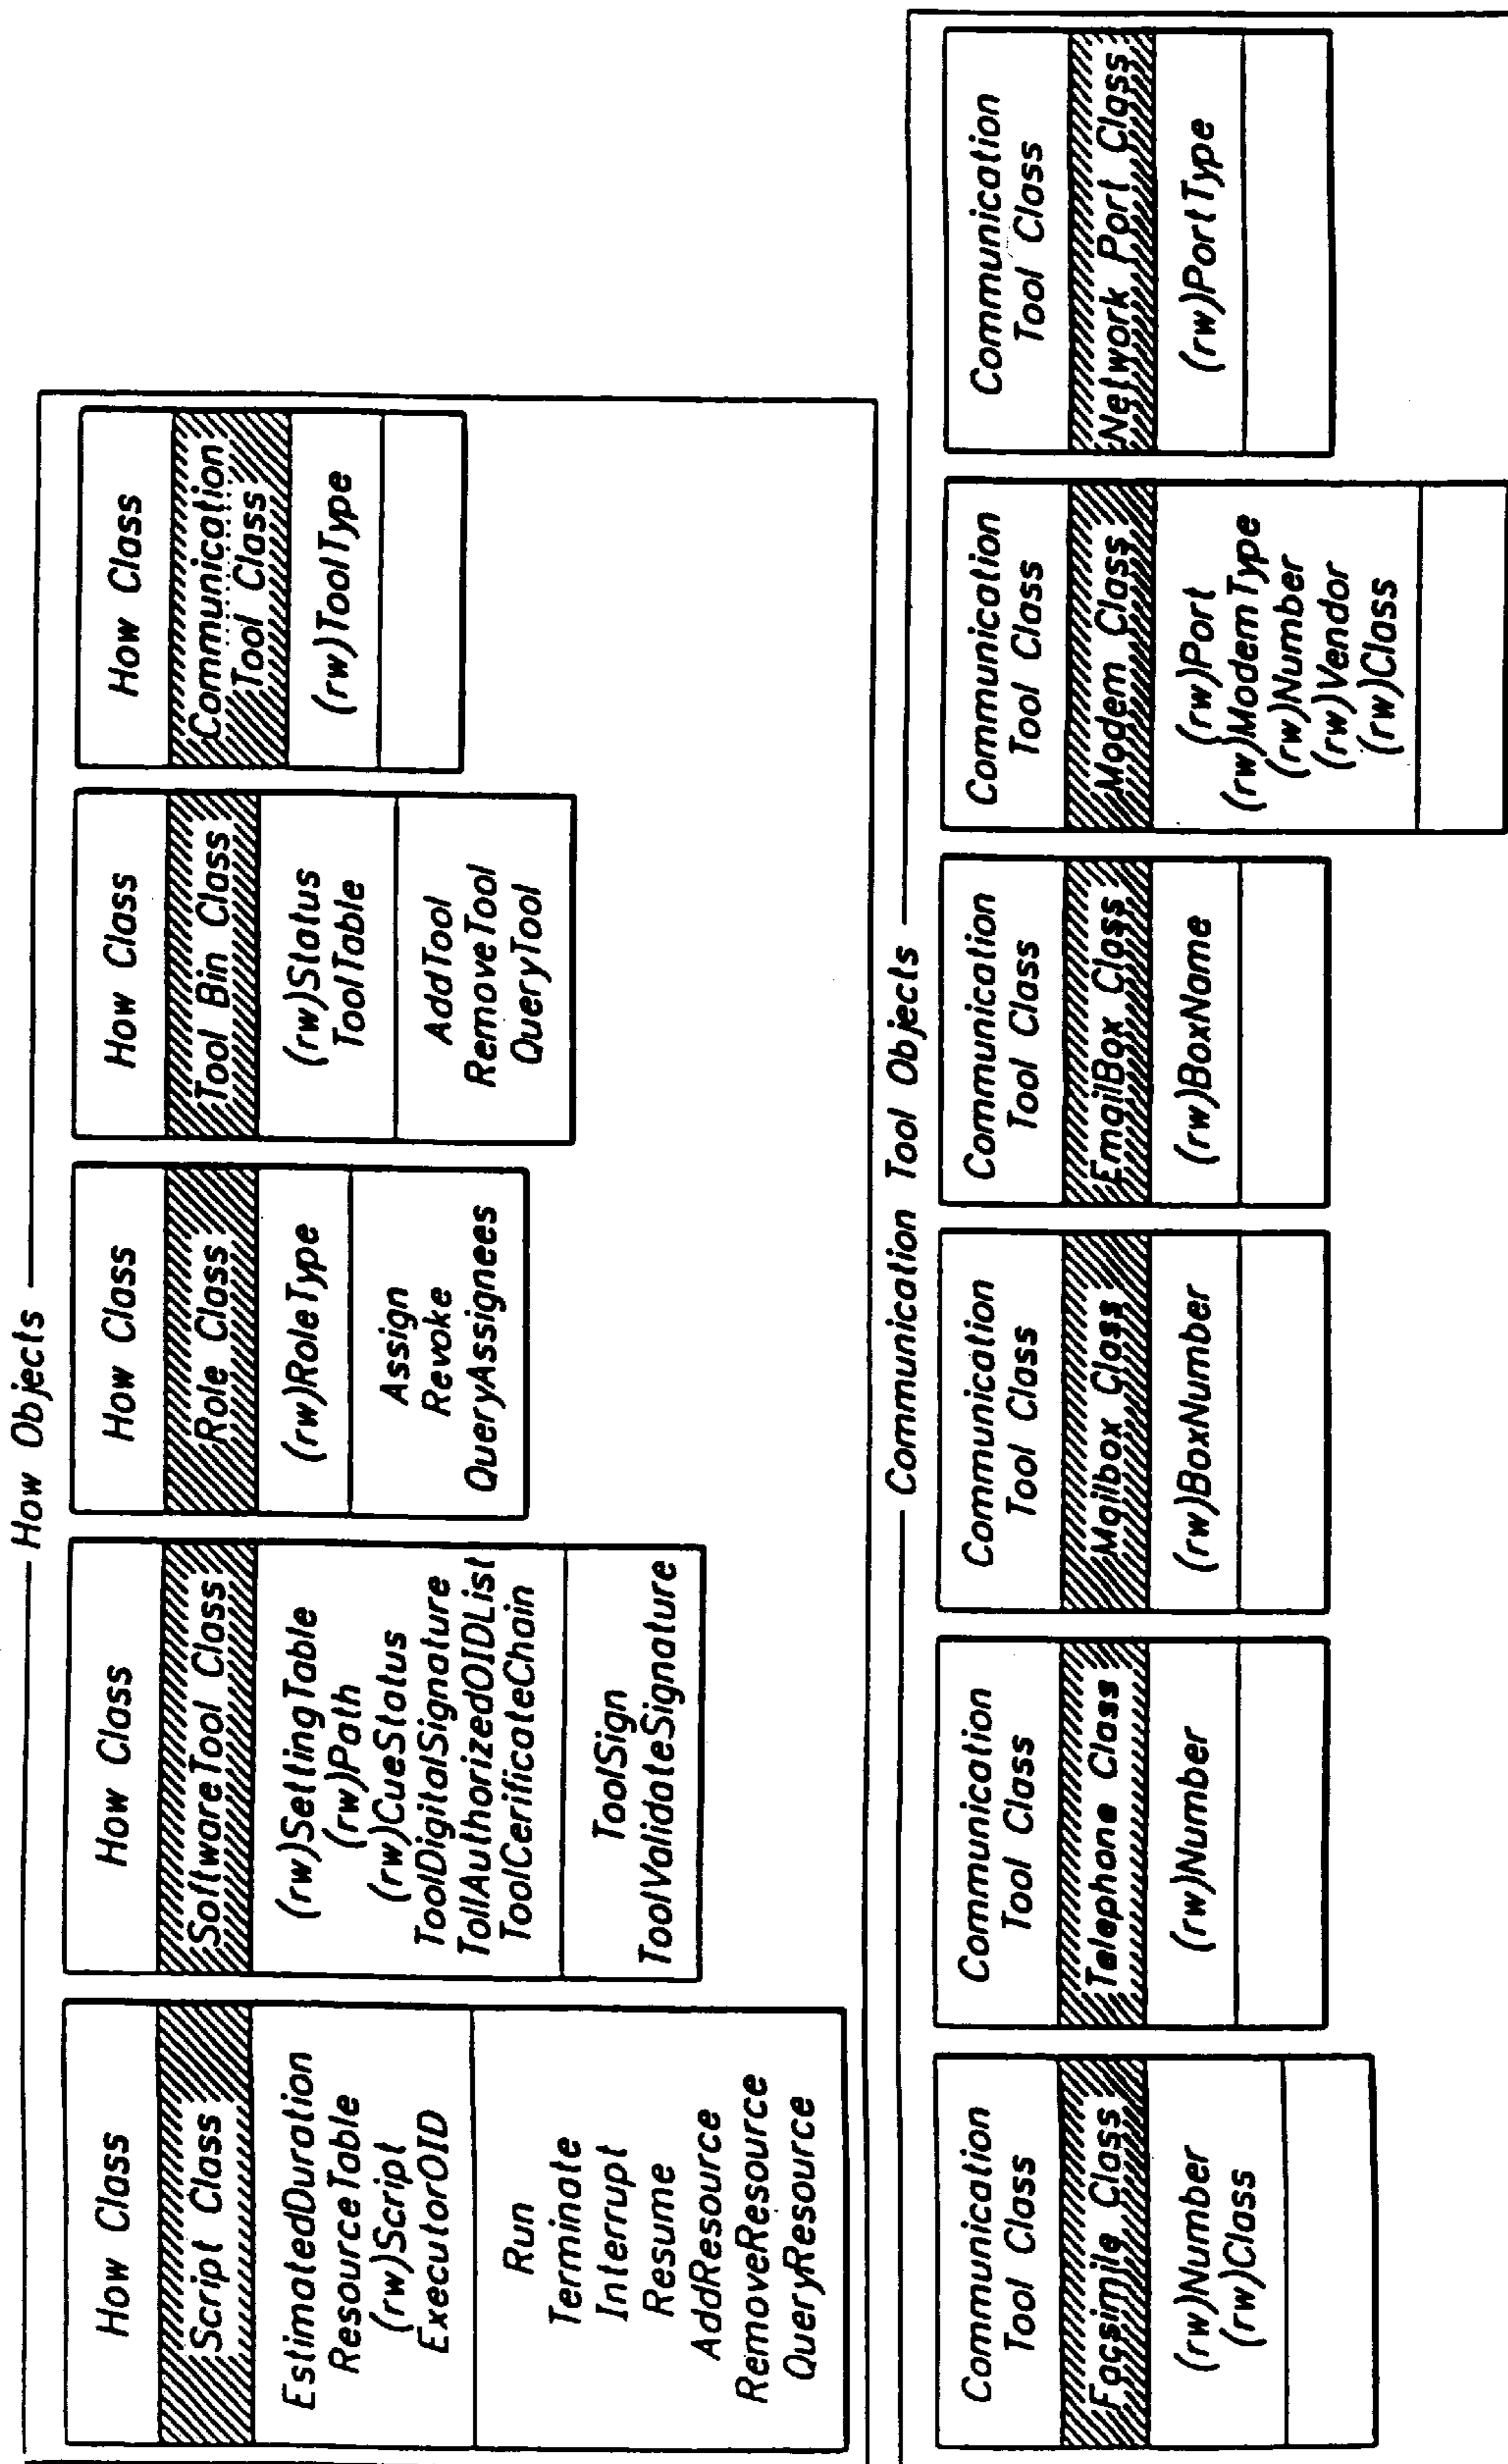 How Objects
How Class
Script Class
EstimatedDuration
ResourceTable
(rw)Script
ExecutorOID
Run
Terminate
Interrupt
Resume
AddResource
RemoveResource
QueryResource
How Class
SoftwareTool Class
(rw)SettingTable
(rw)Path
(rw)CueStatus
ToolDigitalSignature
TollAuthorizedOIDList
ToolCerificateChain
ToolSign
ToolValidateSignature
How Class
Role Class
(rw)RoleType
Assign
Revoke
QueryAssignees
How Class
Tool Bin Class
(rw)Status
ToolTable
AddTool
RemoveTool
QueryTool
How Class
Communication
Tool Class
(rw)ToolType
Communication Tool Objects
Communication
Tool Class
Facsimile Class
(rw)Number
(rw)Class
Communication
Tool Class
Telephone Class
(rw)Number
Communication
Tool Class
Mailbox Class
(rw)BoxNumber
Communication
Tool Class
EmailBox Class
(rw)BoxName
Communication
Tool Class
Modem Class
(rw)Port
(rw)ModemType
(rw)Number
(rw)Vendor
(rw)Class
Communication
Tool Class
Network Port Class
(rw)PortType